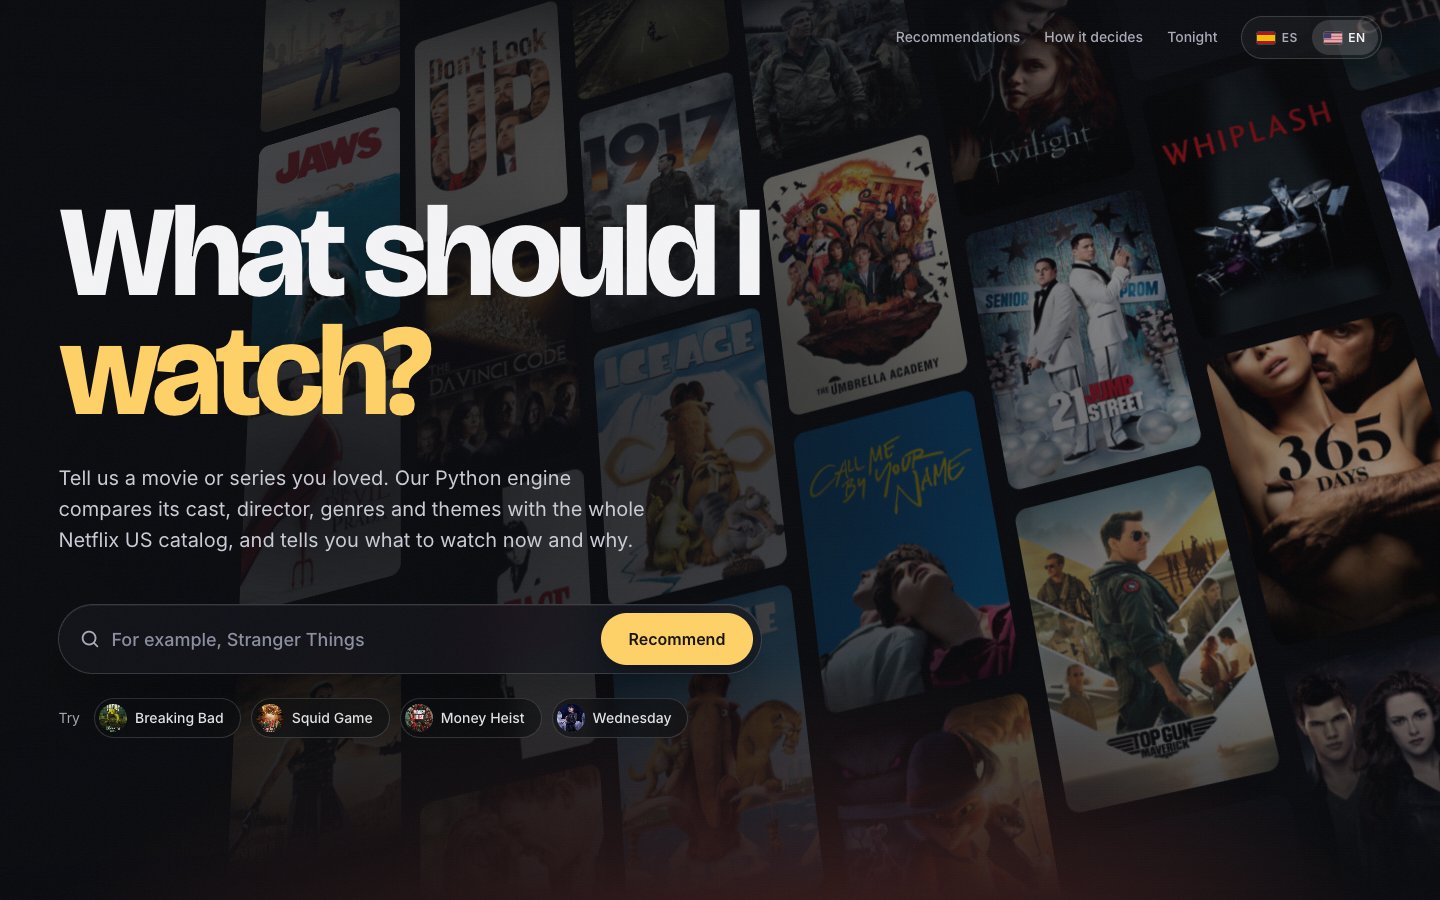 Recommendations
How it decides
Tonight
ES
EN
Don't Look
UP
JAWS
1917
twilight
WHIPLASH
What should I
watch?
THE
DA VINCI CODE
ICE AGE
THE UMBRELLA ACADEMY
SENIOR PROM
21 JUMP
STREET
365
DAYS
CALL ME
BY YOUR
NAME
Tell us a movie or series you loved. Our Python engine
compares its cast, director, genres and themes with the whole
Netflix US catalog, and tells you what to watch now and why.
For example, Stranger Things
Recommend
Try
Breaking Bad
Squid Game
Money Heist
Wednesday
TOP GUN
MAVERICK